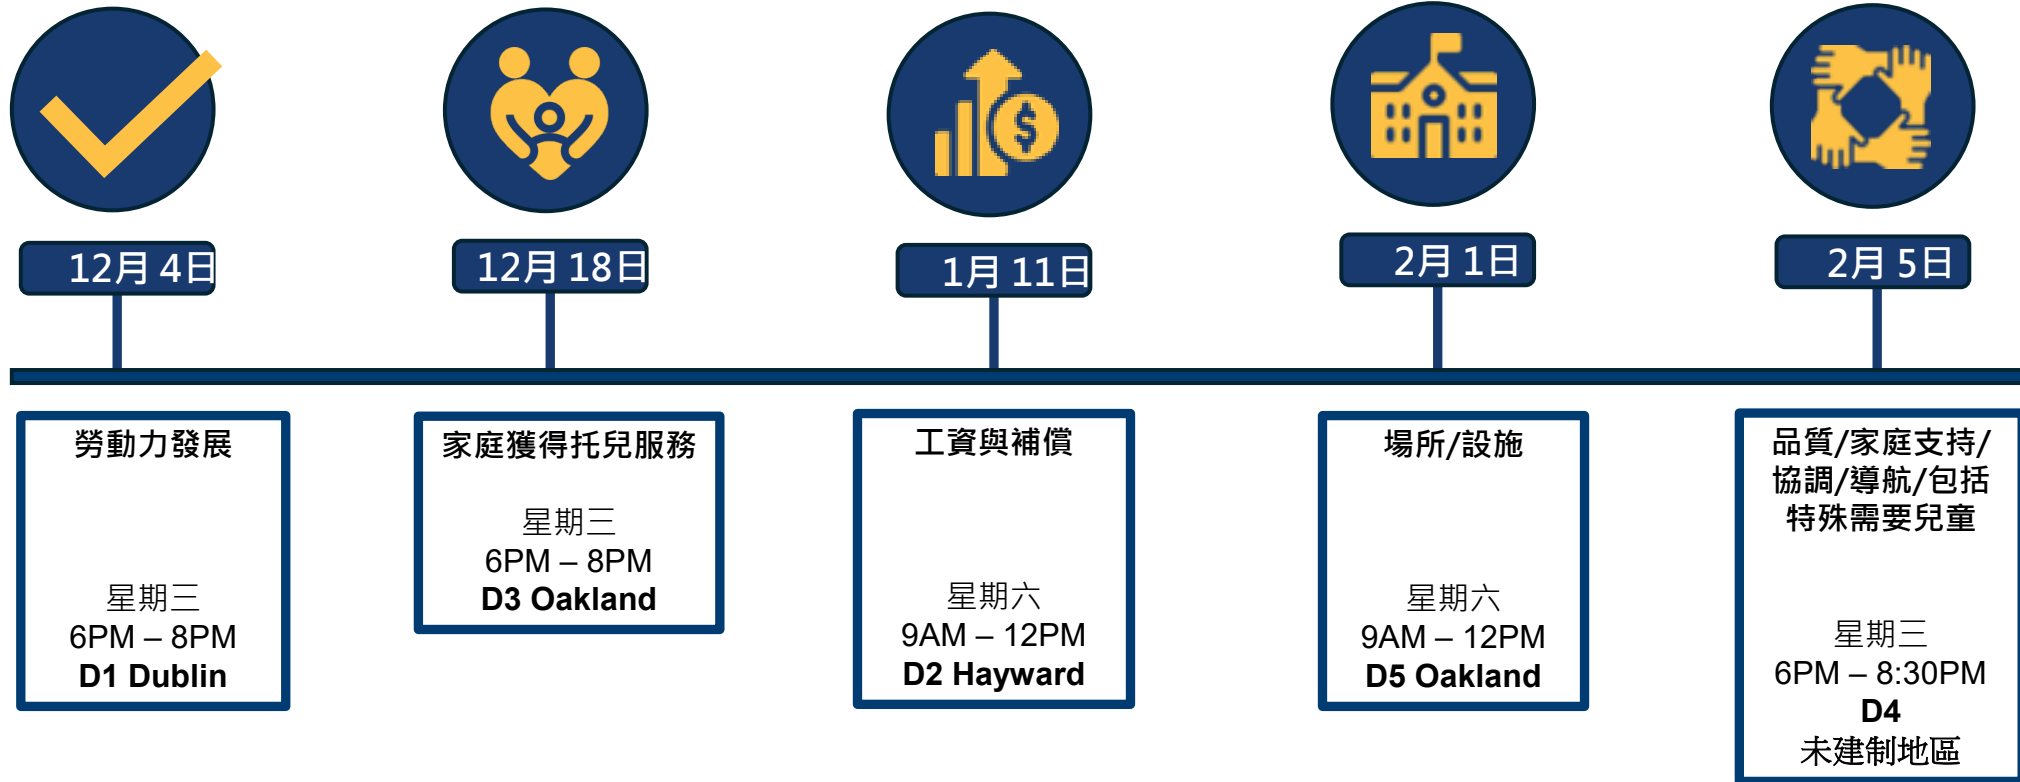 12月 4日
12月 18日
1月 11日
2月 1日
2月 5日
勞動力發展
星期三
6PM – 8PM
D1 Dublin
家庭獲得托兒服務
星期三
6PM – 8PM
D3 Oakland
工資與補償
星期六
9AM – 12PM
D2 Hayward
場所/設施
星期六
9AM – 12PM
D5 Oakland
品質/家庭支持/
協調/導航/包括
特殊需要兒童
星期三
6PM – 8:30PM
D4
未建制地區